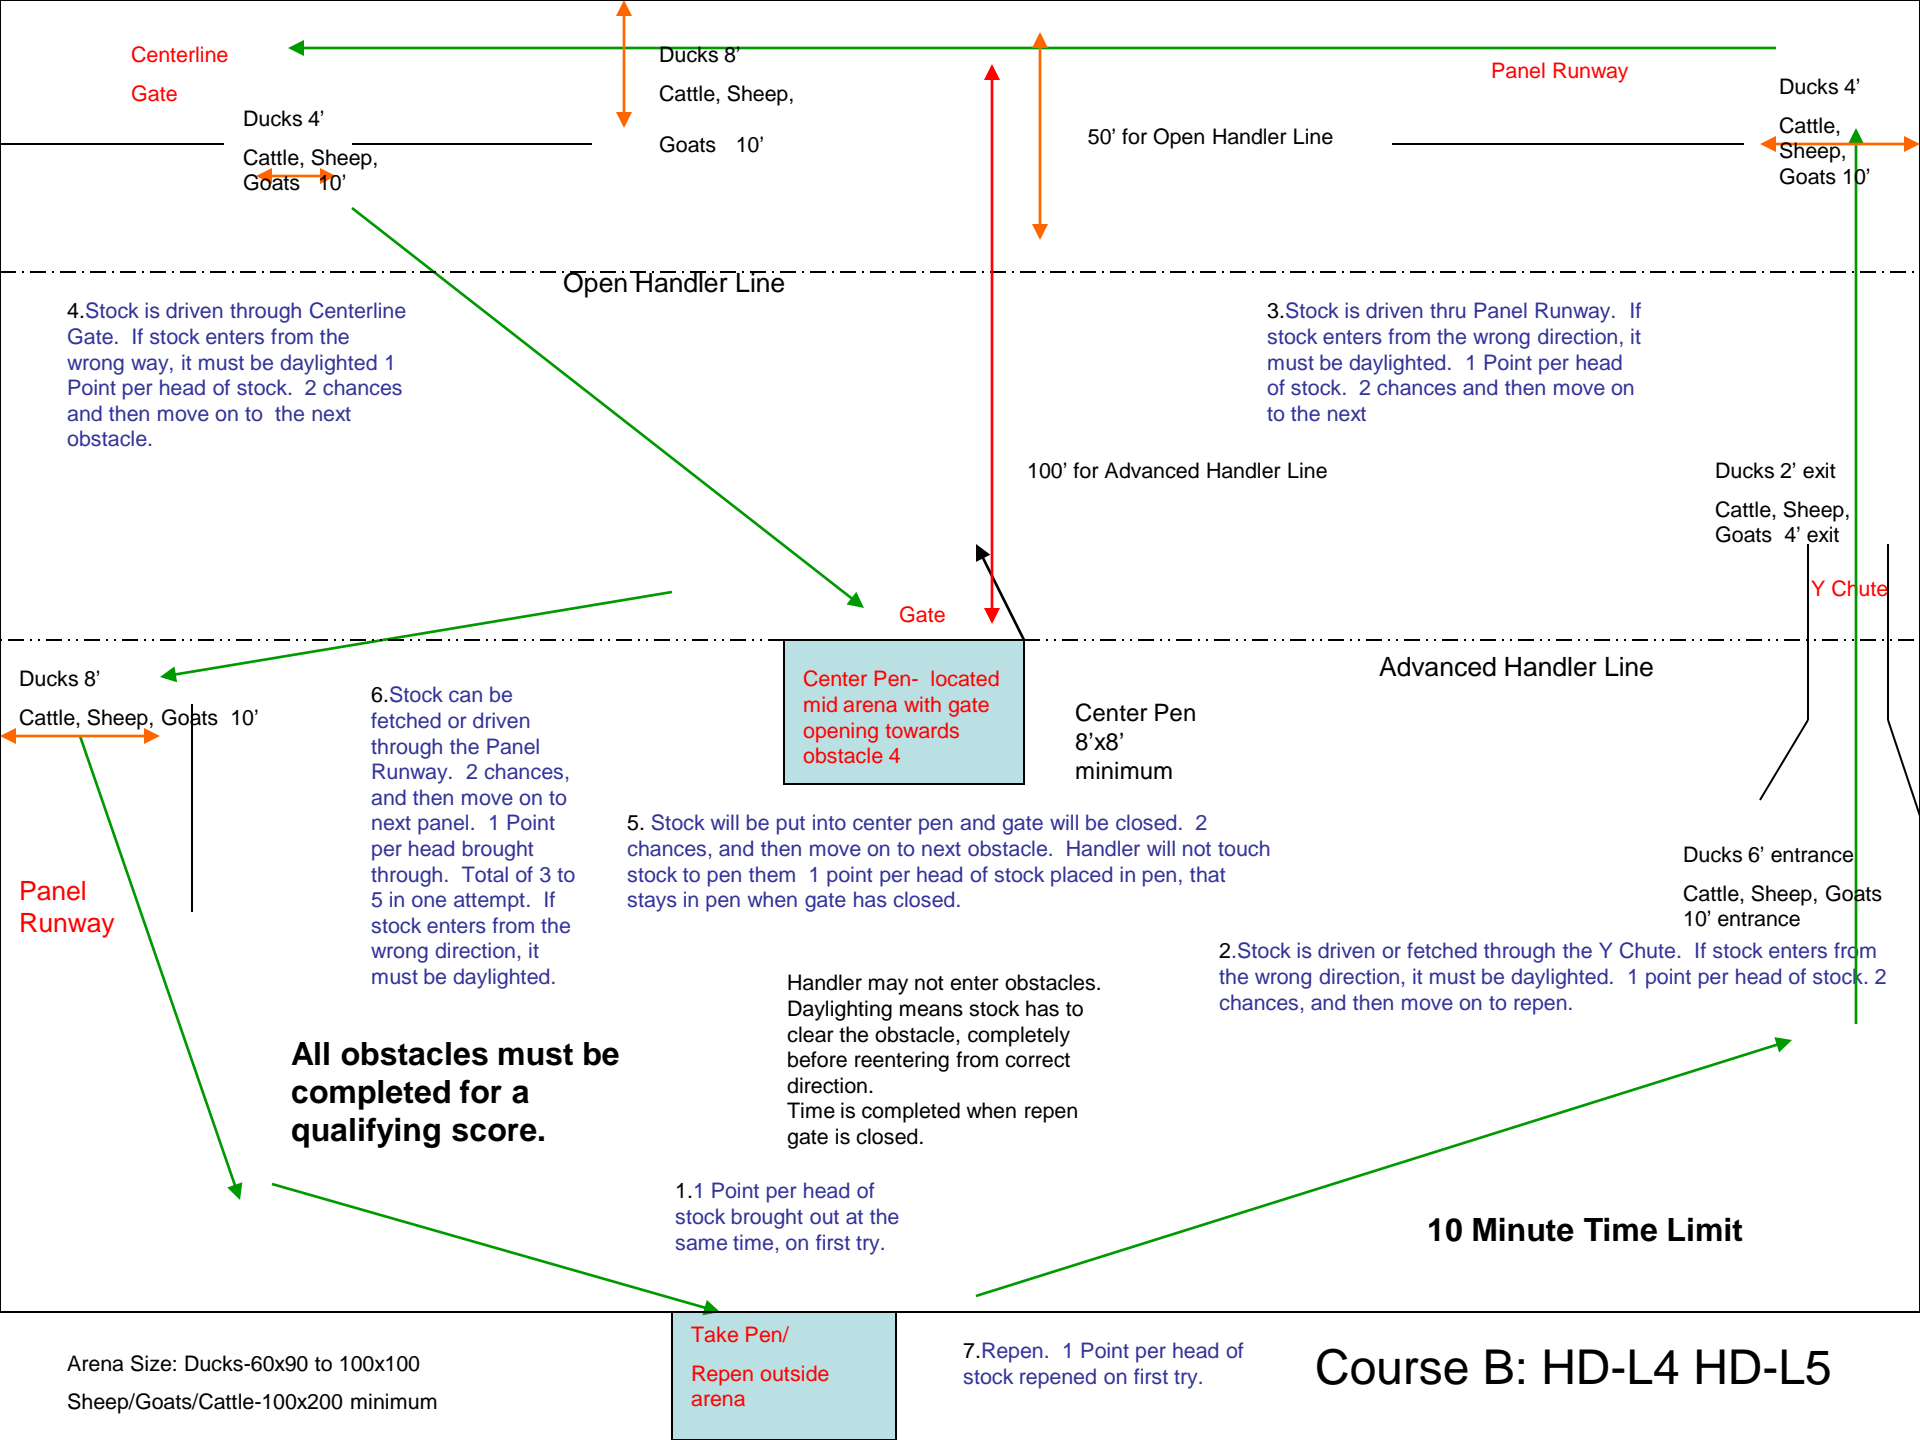 Centerline
Gate
Ducks 4’
Cattle, Sheep,
Goats 10’
Ducks 8’
Cattle, Sheep,
Goats 10’
50’ for Open Handler Line
Panel Runway
Ducks 4’
Cattle,
Sheep,
Goats 10’
Open Handler Line
4.Stock is driven through Centerline
Gate. If stock enters from the
wrong way, it must be daylighted 1
Point per head of stock. 2 chances
and then move on to the next
obstacle.
3.Stock is driven thru Panel Runway. If
stock enters from the wrong direction, it
must be daylighted. 1 Point per head
of stock. 2 chances and then move on
to the next
100’ for Advanced Handler Line
Ducks 2’ exit
Cattle, Sheep,
Goats 4’ exit
Y Chute
Gate
Advanced Handler Line
Ducks 8’
Cattle, Sheep, Goats 10’
Panel
Runway
6.Stock can be
fetched or driven
through the Panel
Runway. 2 chances,
and then move on to
next panel. 1 Point
per head brought
through. Total of 3 to
5 in one attempt. If
stock enters from the
wrong direction, it
must be daylighted.
Center Pen- located
mid arena with gate
opening towards
obstacle 4
Center Pen
8’x8’
minimum
5. Stock will be put into center pen and gate will be closed. 2
chances, and then move on to next obstacle. Handler will not touch
stock to pen them 1 point per head of stock placed in pen, that
stays in pen when gate has closed.
Ducks 6’ entrance
Cattle, Sheep, Goats
10’ entrance
2.Stock is driven or fetched through the Y Chute. If stock enters from
the wrong direction, it must be daylighted. 1 point per head of stock. 2
chances, and then move on to repen.
Handler may not enter obstacles.
Daylighting means stock has to
clear the obstacle, completely
before reentering from correct
direction.
Time is completed when repen
gate is closed.
All obstacles must be
completed for a
qualifying score.
1.1 Point per head of
stock brought out at the
same time, on first try.
10 Minute Time Limit
Take Pen/
Repen outside
arena
7.Repen. 1 Point per head of
stock repened on first try.
Course B: HD-L4 HD-L5
Arena Size: Ducks-60x90 to 100x100
Sheep/Goats/Cattle-100x200 minimum